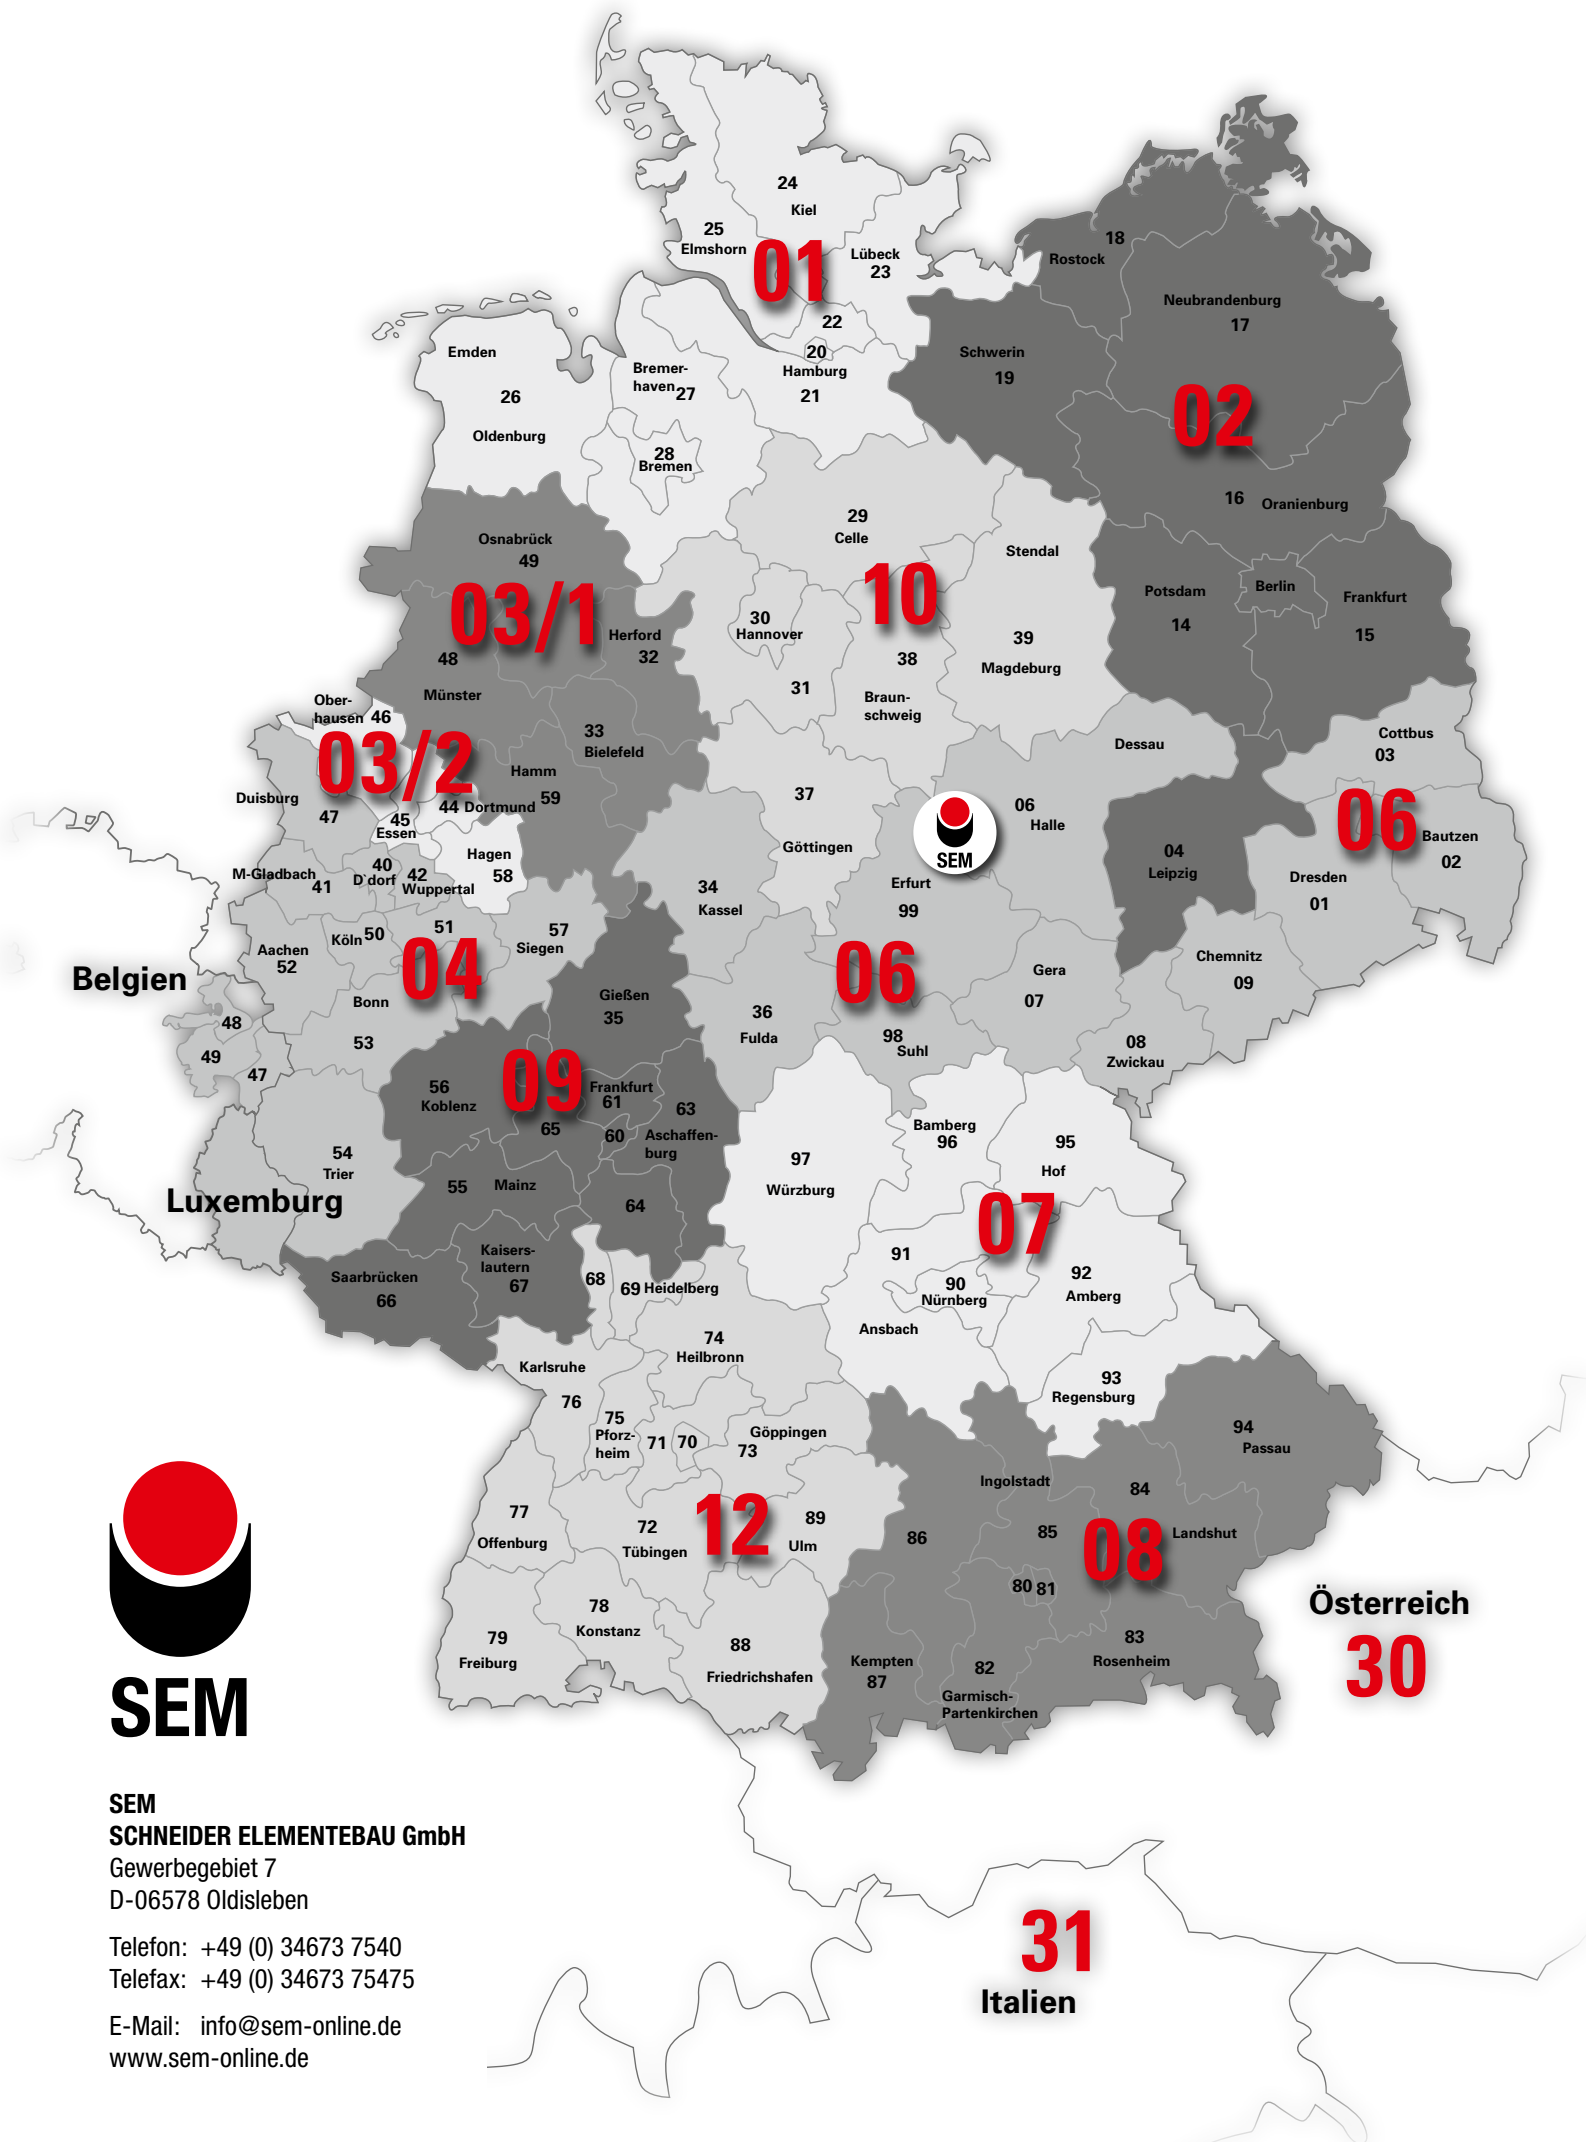 24
Kiel
25
Elmshorn
01
Lübeck
23
22
20
Hamburg
21
18
Rostock
Neubrandenburg
17
Schwerin
19
02
16
Oranienburg
Emden
26
Oldenburg
Bremer-
haven 27
28
Bremen
29
Celle
Stendal
10
30
Hannover
38
39
Magdeburg
31
Braun-
schweig
Potsdam
14
Berlin
Frankfurt
15
Osnabrück
49
03/1
Herford
32
48
Münster
33
Bielefeld
Hamm
59
Ober-
hausen 46
03/2
44 Dortmund
Duisburg
47
45
Essen
Hagen
58
M-Gladbach
41
40
D`dorf
42
Wuppertal
37
Göttingen
SEM
06
Halle
Dessau
Cottbus
03
06
Bautzen
02
04
Leipzig
Dresden
01
Erfurt
99
34
Kassel
51
57
Siegen
Köln 50
Aachen
52
04
Belgien
Bonn
53
48
49
47
Gießen
35
36
Fulda
06
98
Suhl
Gera
07
Chemnitz
09
08
Zwickau
56
Koblenz
09
Frankfurt
61
63
65
60
Aschaffen-
burg
54
Trier
Luxemburg
55
Mainz
64
97
Würzburg
Bamberg
96
95
Hof
07
91
90
Nürnberg
92
Amberg
Ansbach
93
Regensburg
Kaisers-
lautern
67
Saarbrücken
66
68
69 Heidelberg
74
Heilbronn
Karlsruhe
76
75
Pforz-
heim
71
70
Göppingen
73
77
Offenburg
72
Tübingen
12
89
Ulm
78
Konstanz
79
Freiburg
88
Friedrichshafen
94
Passau
Ingolstadt
84
86
85
08
Landshut
80
81
83
Rosenheim
Kempten
87
82
Garmisch-
Partenkirchen
Österreich
30
31
Italien
SEM
SEM
SCHNEIDER ELEMENTEBAU GmbH
Gewerbegebiet 7
D-06578 Oldisleben
Telefon: +49 (0) 34673 7540
Telefax: +49 (0) 34673 75475
E-Mail: info@sem-online.de
www.sem-online.de